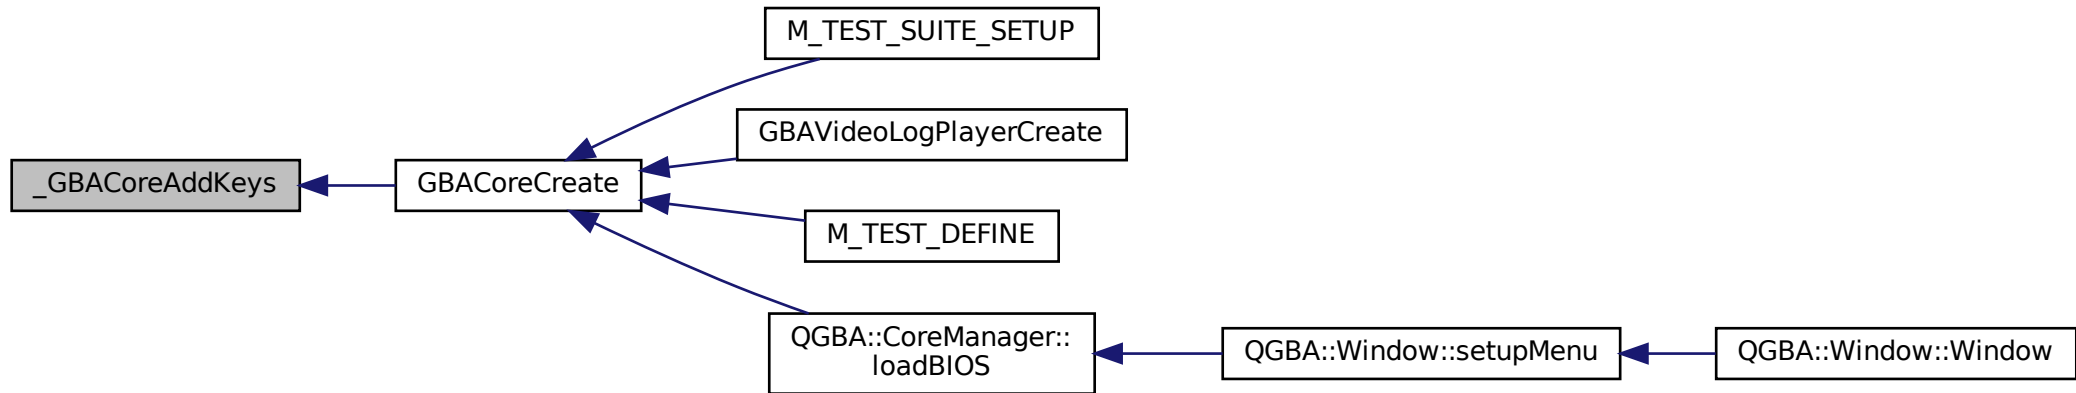 M_TEST_SUITE_SETUP
GBAVideoLogPlayerCreate
_GBACoreAddKeys
GBACoreCreate
M_TEST_DEFINE
QGBA::CoreManager::
loadBIOS
QGBA::Window::setupMenu
QGBA::Window::Window